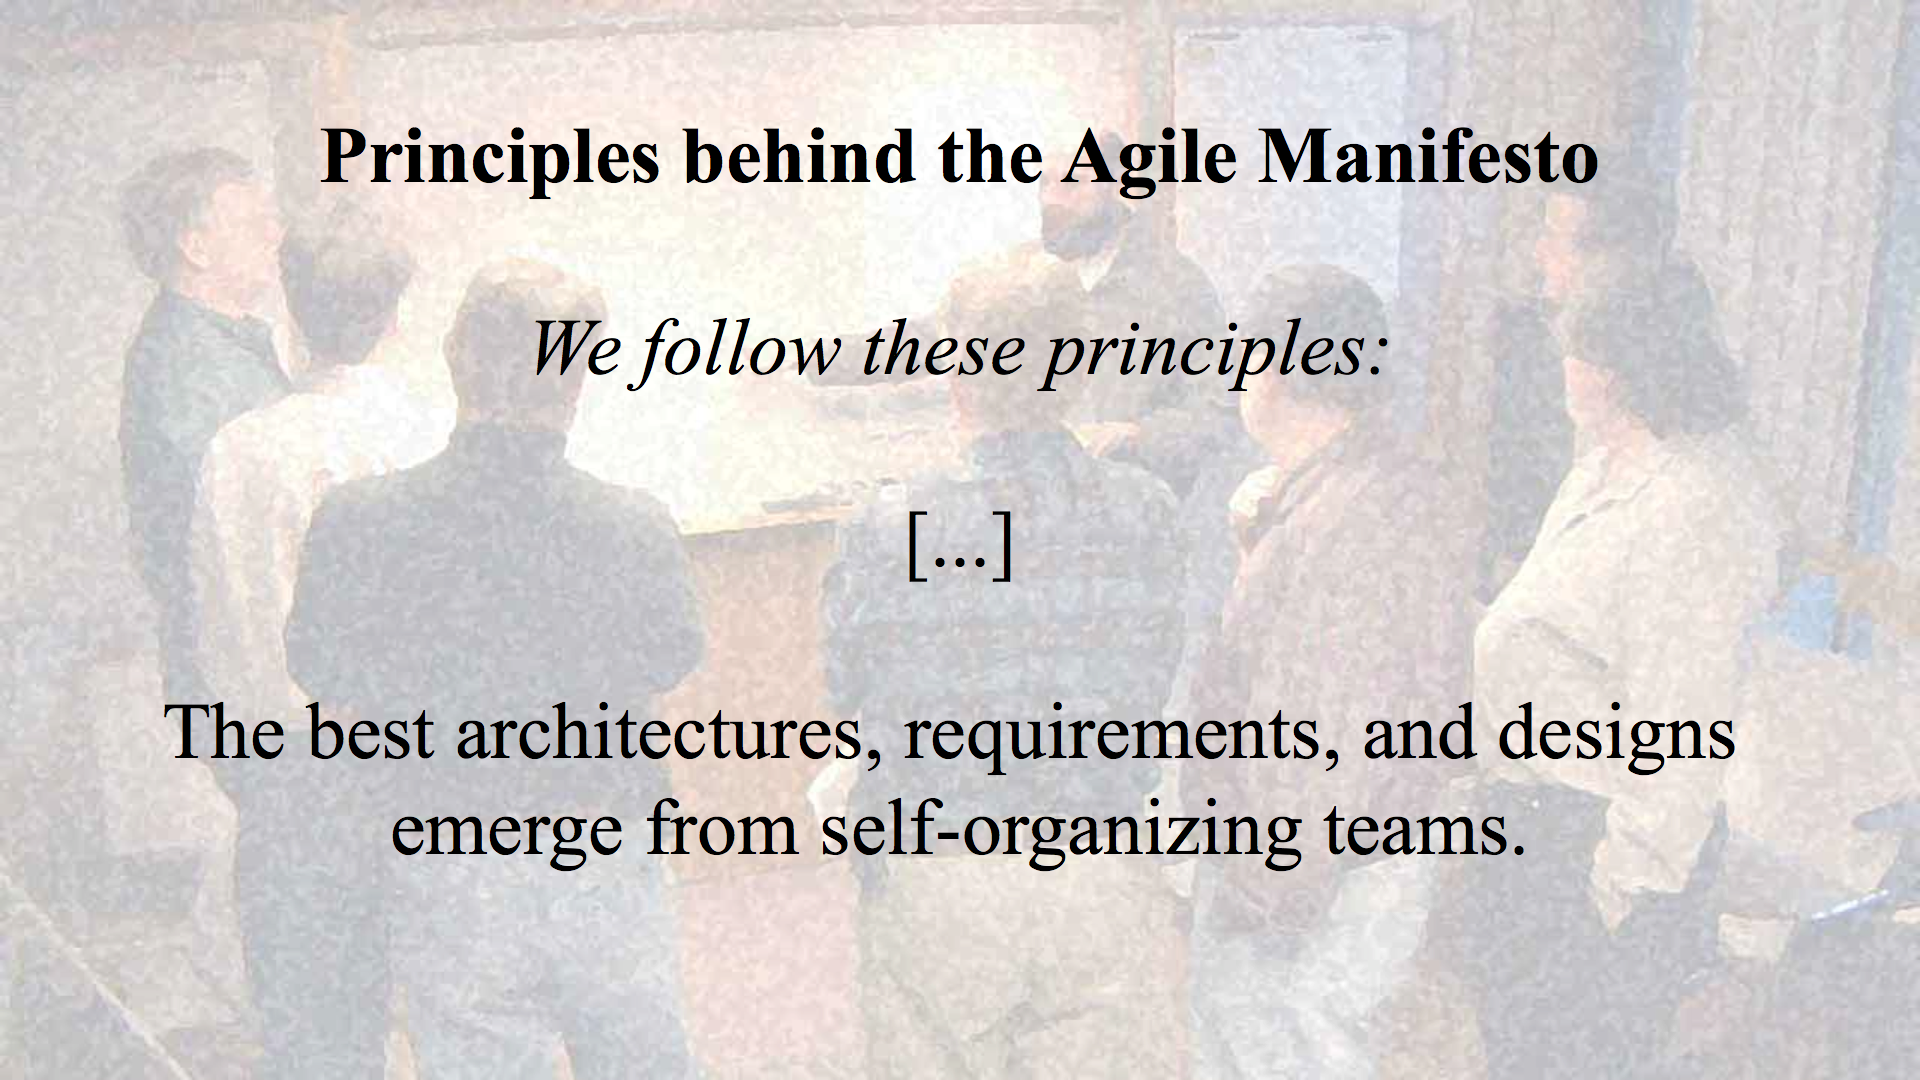 Principles behind the Agile Manifesto
We follow these principles:
[...]
The best architectures, requirements, and designs
emerge from self-organizing teams.